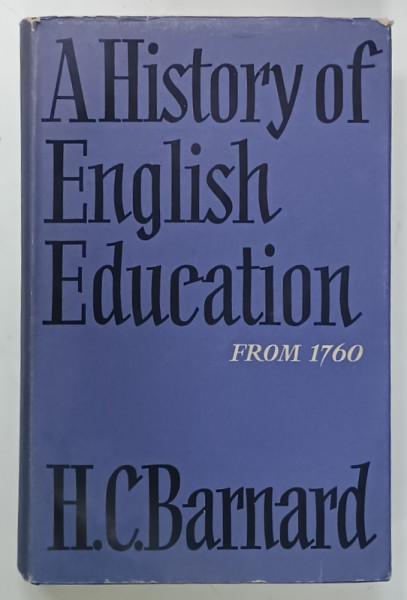 A History of
English
Education
FROM 1760
H.C.Barnard